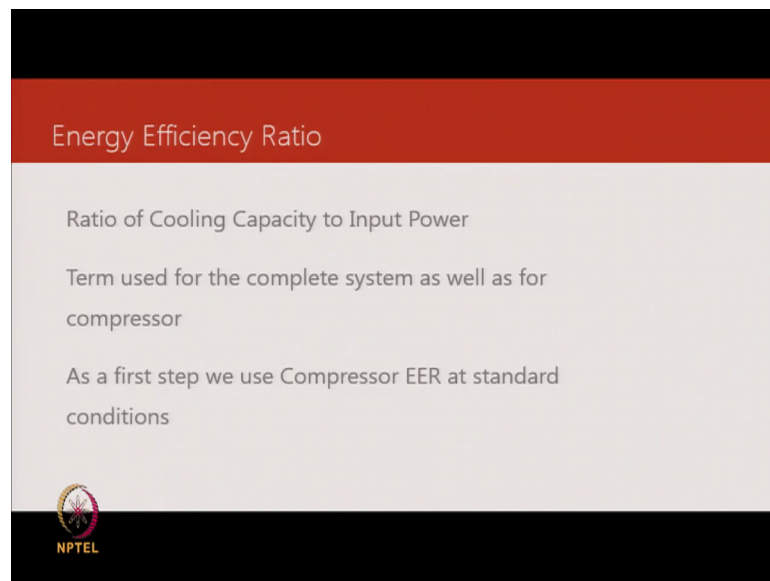 Energy Efficiency Ratio
Ratio of Cooling Capacity to Input Power
Term used for the complete system as well as for
compressor
As a first step we use Compressor EER at standard
conditions
NPTEL